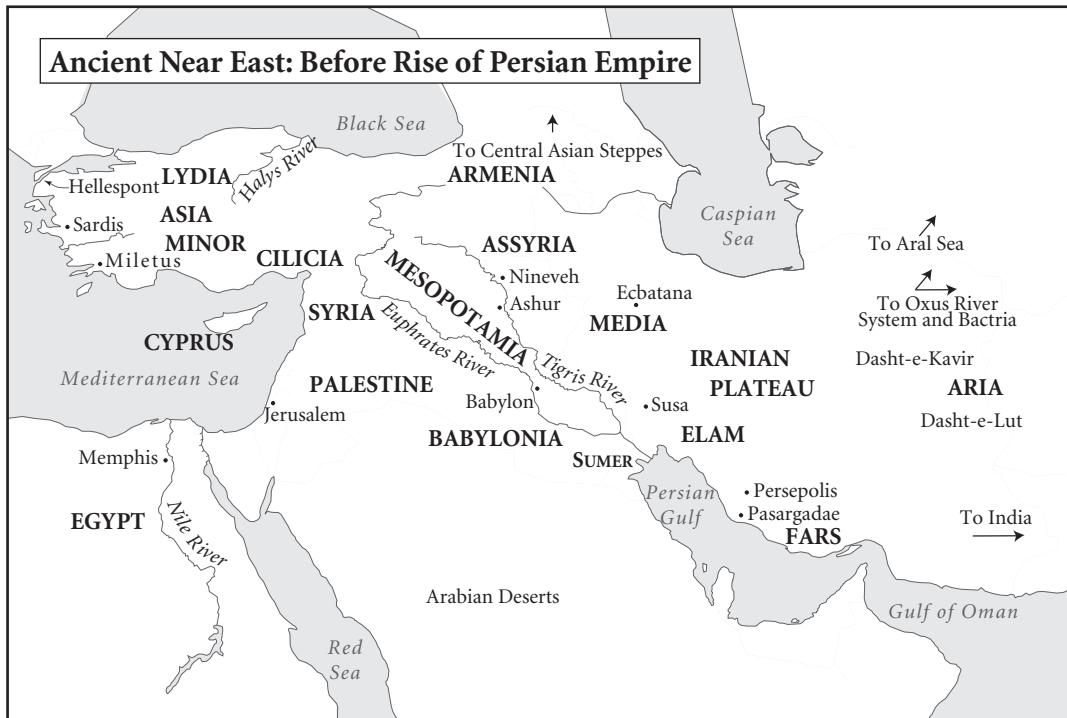 Ancient Near East: Before Rise of Persian Empire
Black Sea
To Central Asian Steppes
ARMENIA
Hellespont
LYDIA
Halys River
ASIA
MINOR
Sardis
Miletus
CILICIA
Caspian
Sea
To Aral Sea
ASSYRIA
MESOPOTAMIA
Nineveh
Ashur
Ecbatana
MEDIA
To Oxus River
System and Bactria
SYRIA
CYPRUS
Mediterranean Sea
Euphrates River
Tigris River
IRANIAN
PLATEAU
Dasht-e-Kavir
ARIA
Dasht-e-Lut
PALESTINE
Jerusalem
Babylon
BABYLONIA
Susa
ELAM
SUMER
Memphis
EGYPT
Nile River
Persian
Gulf
Persepolis
Pasargadae
FARS
To India
Arabian Deserts
Gulf of Oman
Red
Sea